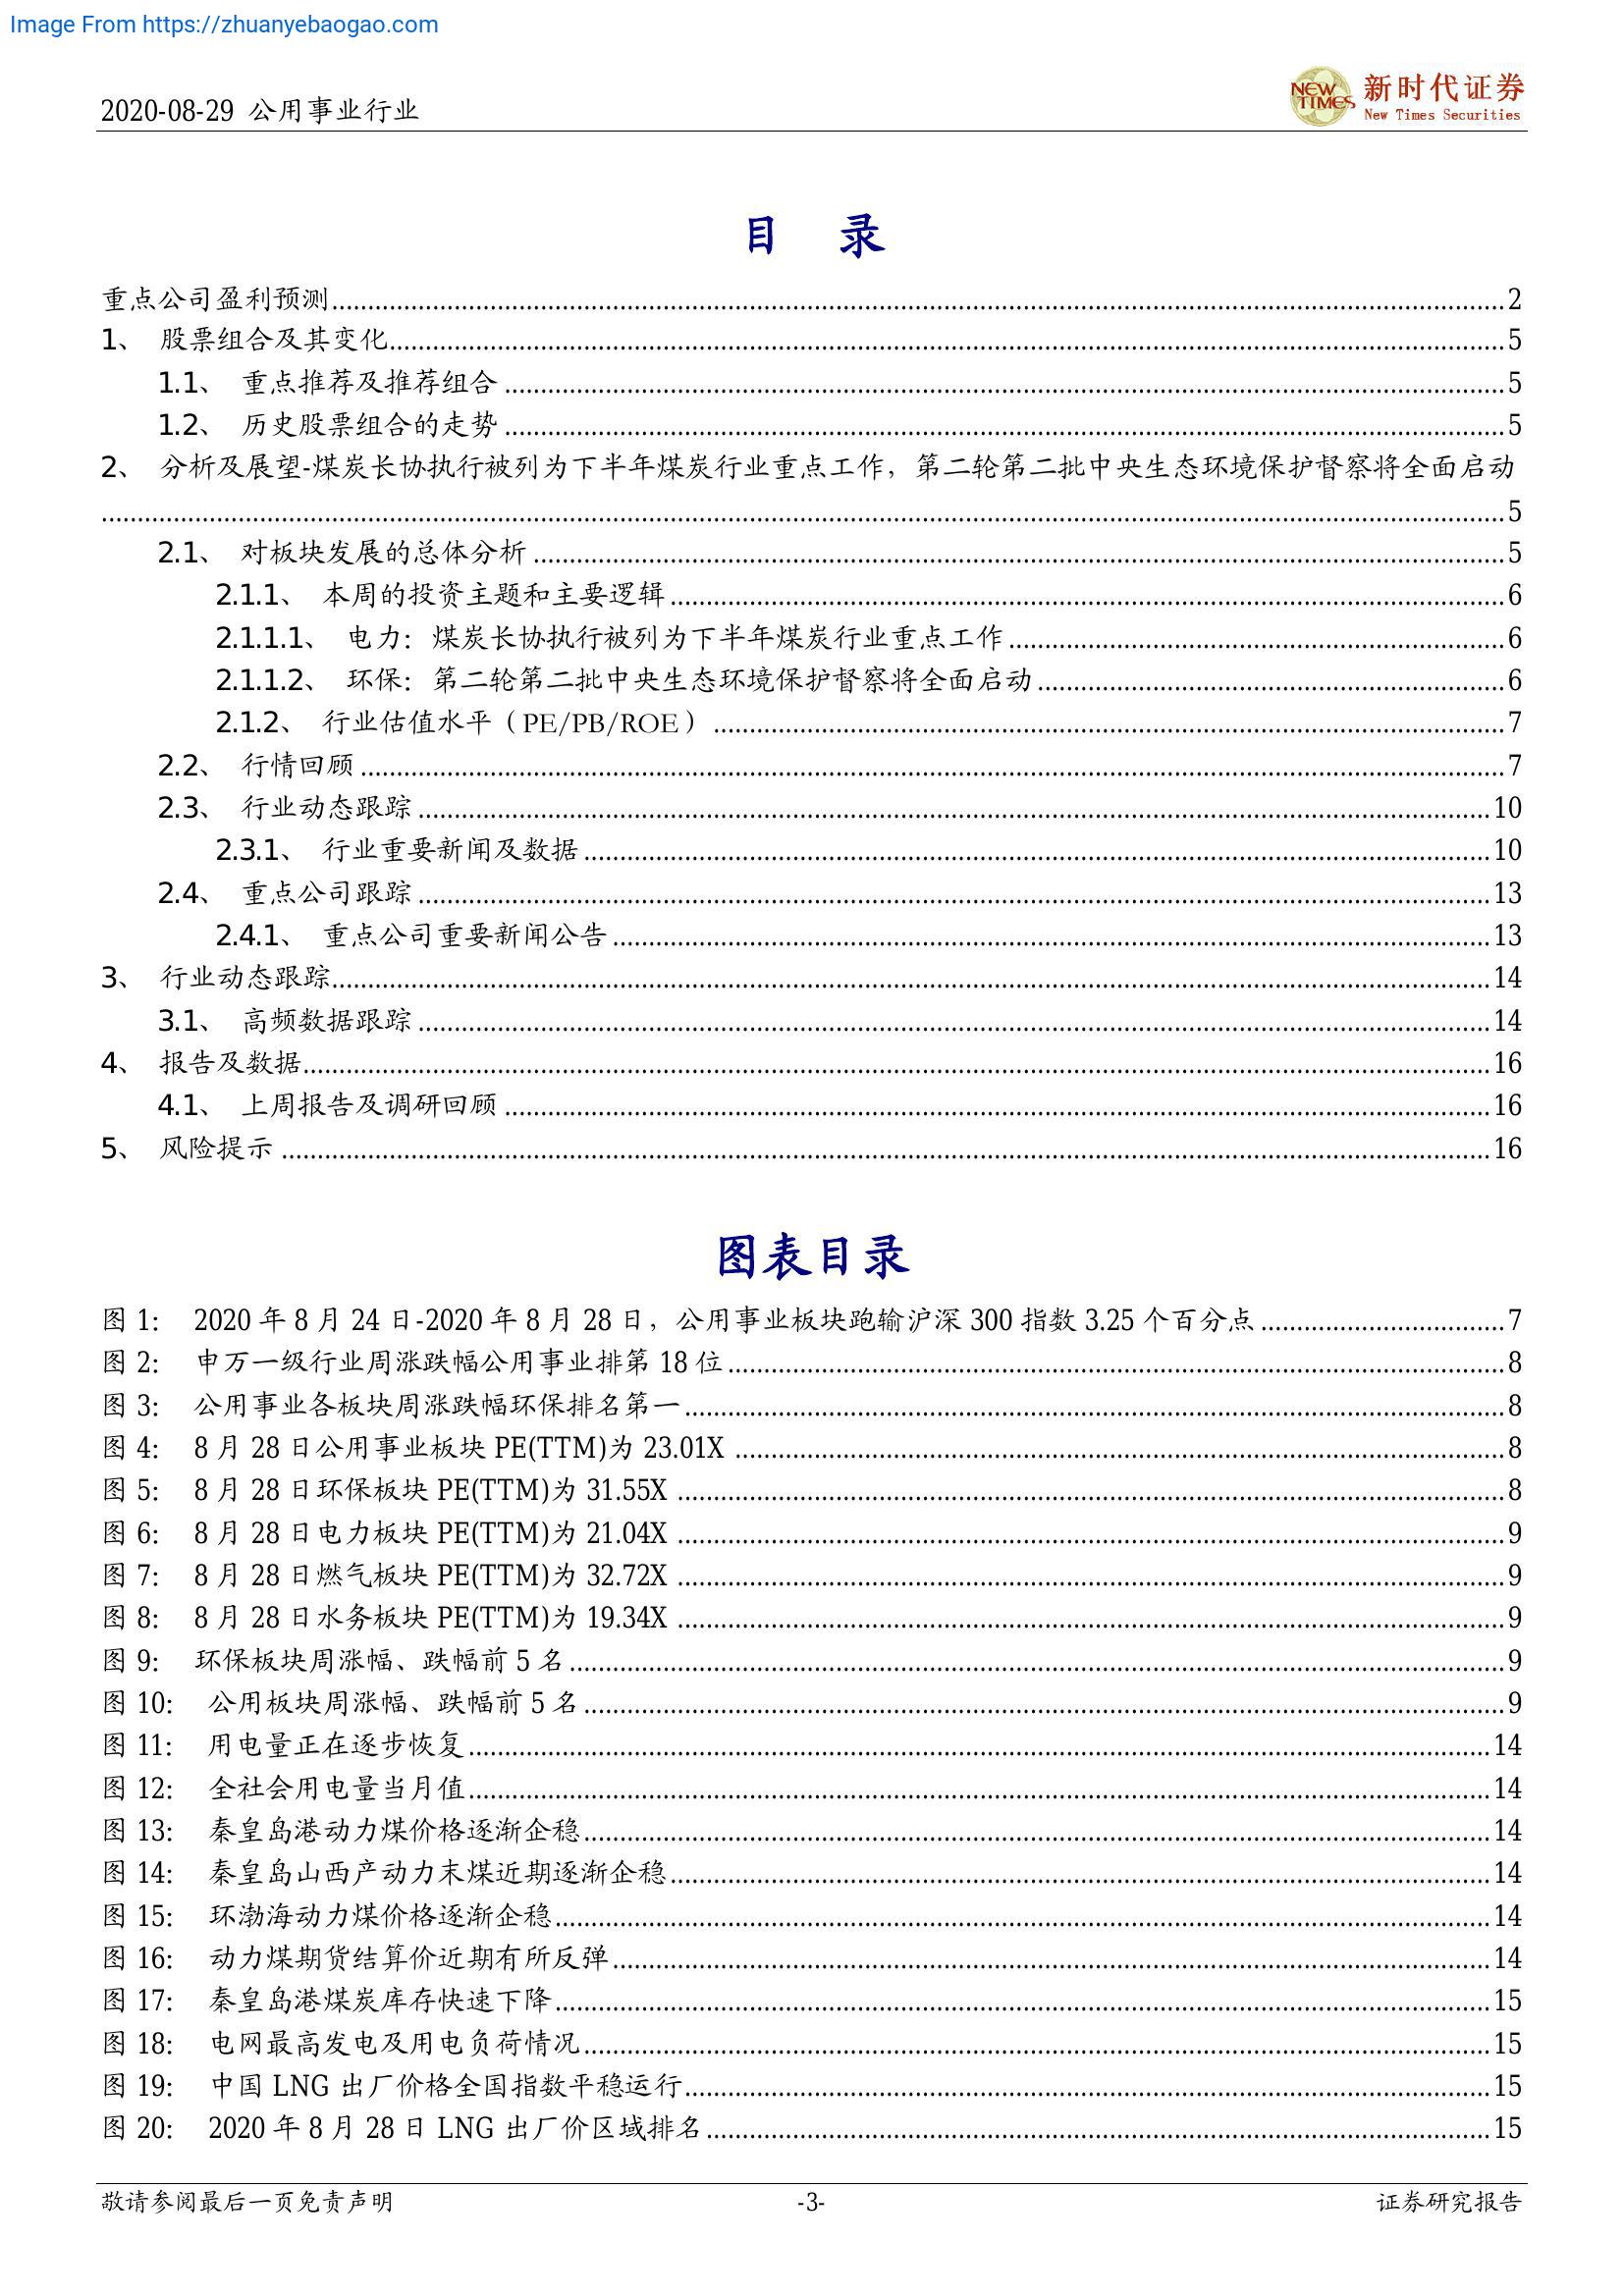 Image From https://zhuanyebaogao.com
2020-08-29 公用事业行业
NEW TIMES 新时代证券
New Times Securities
目 录
重点公司盈利预测 2
1、 股票组合及其变化 5
1.1、 重点推荐及推荐组合 5
1.2、 历史股票组合的走势 5
2、 分析及展望-煤炭长协执行被列为下半年煤炭行业重点工作，第二轮第二批中央生态环境保护督察将全面启动
5
2.1、 对板块发展的总体分析 5
2.1.1、 本周的投资主题和主要逻辑 6
2.1.1.1、 电力：煤炭长协执行被列为下半年煤炭行业重点工作 6
2.1.1.2、 环保：第二轮第二批中央生态环境保护督察将全面启动 6
2.1.2、 行业估值水平（PE/PB/ROE） 7
2.2、 行情回顾 7
2.3、 行业动态跟踪 10
2.3.1、 行业重要新闻及数据 10
2.4、 重点公司跟踪 13
2.4.1、 重点公司重要新闻公告 13
3、 行业动态跟踪 14
3.1、 高频数据跟踪 14
4、 报告及数据 16
4.1、 上周报告及调研回顾 16
5、 风险提示 16
图表目录
图 1： 2020 年 8 月 24 日-2020 年 8 月 28 日，公用事业板块跑输沪深 300 指数 3.25 个百分点 7
图 2： 申万一级行业周涨跌幅公用事业排第 18 位 8
图 3： 公用事业各板块周涨跌幅环保排名第一 8
图 4： 8 月 28 日公用事业板块 PE(TTM)为 23.01X 8
图 5： 8 月 28 日环保板块 PE(TTM)为 31.55X 8
图 6： 8 月 28 日电力板块 PE(TTM)为 21.04X 9
图 7： 8 月 28 日燃气板块 PE(TTM)为 32.72X 9
图 8： 8 月 28 日水务板块 PE(TTM)为 19.34X 9
图 9： 环保板块周涨幅、跌幅前 5 名 9
图 10： 公用板块周涨幅、跌幅前 5 名 9
图 11： 用电量正在逐步恢复 14
图 12： 全社会用电量当月值 14
图 13： 秦皇岛港动力煤价格逐渐企稳 14
图 14： 秦皇岛山西产动力末煤近期逐渐企稳 14
图 15： 环渤海动力煤价格逐渐企稳 14
图 16： 动力煤期货结算价近期有所反弹 14
图 17： 秦皇岛港煤炭库存快速下降 15
图 18： 电网最高发电及用电负荷情况 15
图 19： 中国 LNG 出厂价格全国指数平稳运行 15
图 20： 2020 年 8 月 28 日 LNG 出厂价区域排名 15
敬请参阅最后一页免责声明 -3- 证券研究报告